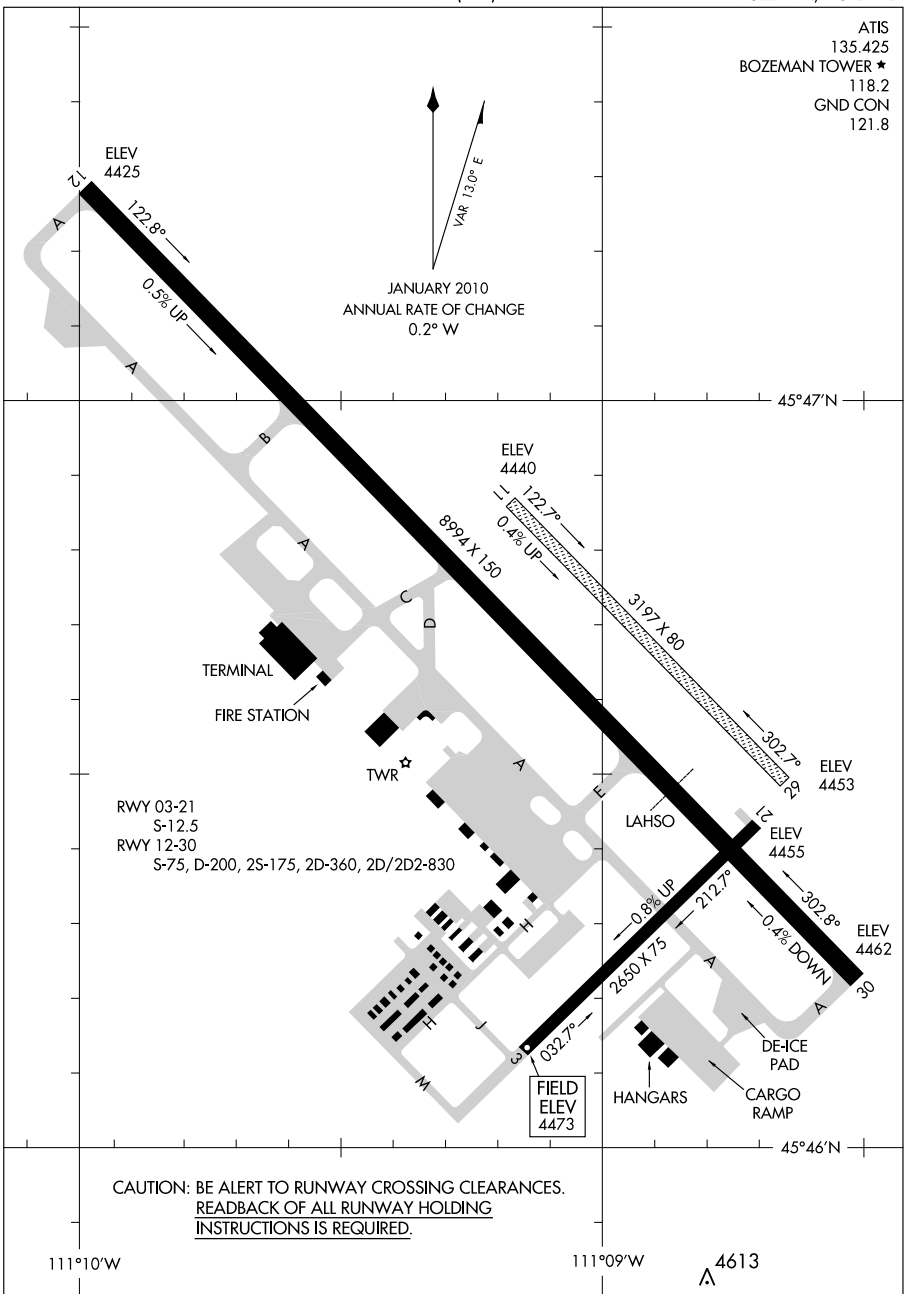 ATIS
135.425
BOZEMAN TOWER ★
118.2
GND CON
121.8
ELEV
4425
12
122.8°
0.5% UP
A
A
VAR 13.0° E
JANUARY 2010
ANNUAL RATE OF CHANGE
0.2° W
45°47'N
B
A
8994 X 150
ELEV
4440
11
122.7°
0.4% UP
3197 X 80
302.7°
29
ELEV
4453
C
D
TERMINAL
FIRE STATION
TWR
A
E
LAHSO
21
ELEV
4455
RWY 03-21
S-12.5
RWY 12-30
S-75, D-200, 2S-175, 2D-360, 2D/2D2-830
0.8% UP
212.7°
2650 X 75
032.7°
3
302.8°
0.4% DOWN
ELEV
4462
30
H
H
J
W
A
A
FIELD
ELEV
4473
HANGARS
DE-ICE
PAD
CARGO
RAMP
45°46'N
CAUTION: BE ALERT TO RUNWAY CROSSING CLEARANCES.
READBACK OF ALL RUNWAY HOLDING
INSTRUCTIONS IS REQUIRED.
111°10'W
111°09'W
4613